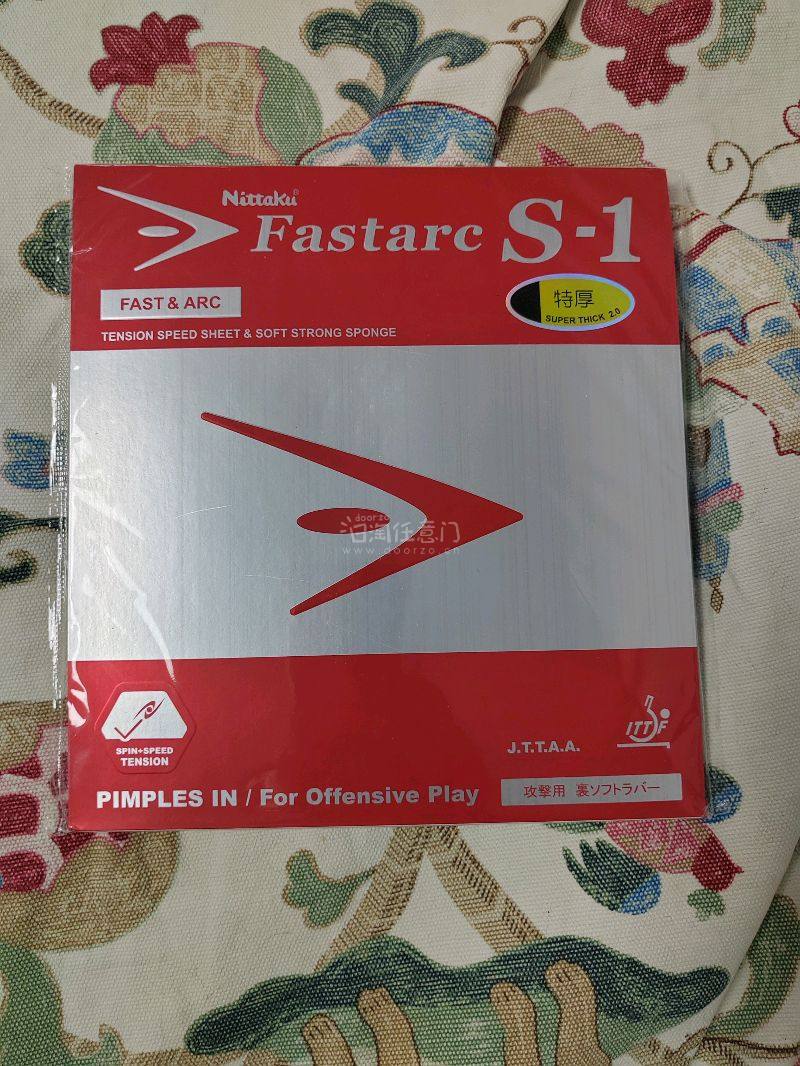 Nittaku®
Fastarc S-1
FAST & ARC
特厚
SUPER THICK 2.0
TENSION SPEED SHEET & SOFT STRONG SPONGE
doorzo
日淘任意门
www.doorzo.cn
SPIN+SPEED
TENSION
J.T.T.A.A.
ITTF
PIMPLES IN / For Offensive Play
攻撃用 裏ソフトラバー